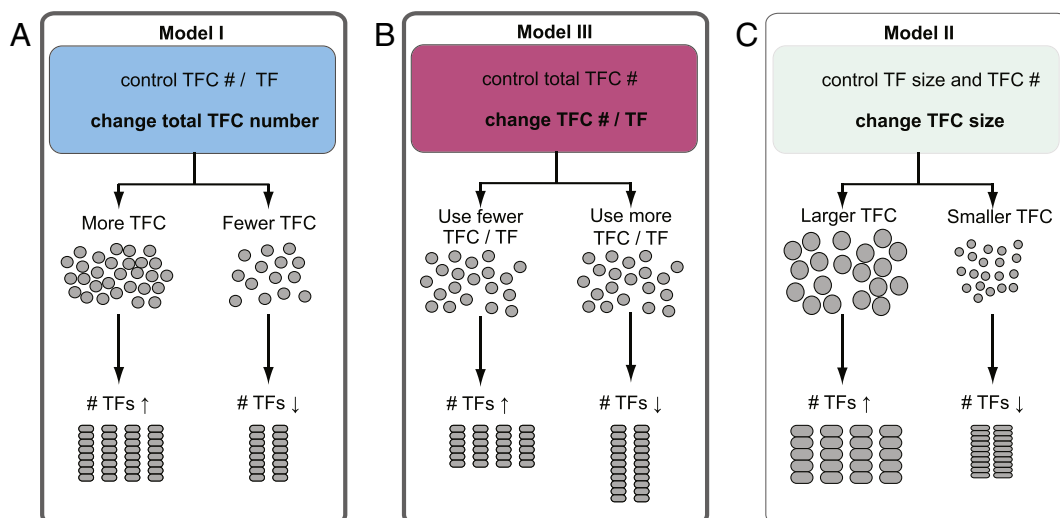 A
Model I
control TFC # / TF
change total TFC number
More TFC
Fewer TFC
# TFs ↑
# TFs ↓
B
Model III
control total TFC #
change TFC # / TF
Use fewer
TFC / TF
Use more
TFC / TF
# TFs ↑
# TFs ↓
C
Model II
control TF size and TFC #
change TFC size
Larger TFC
Smaller TFC
# TFs ↑
# TFs ↓